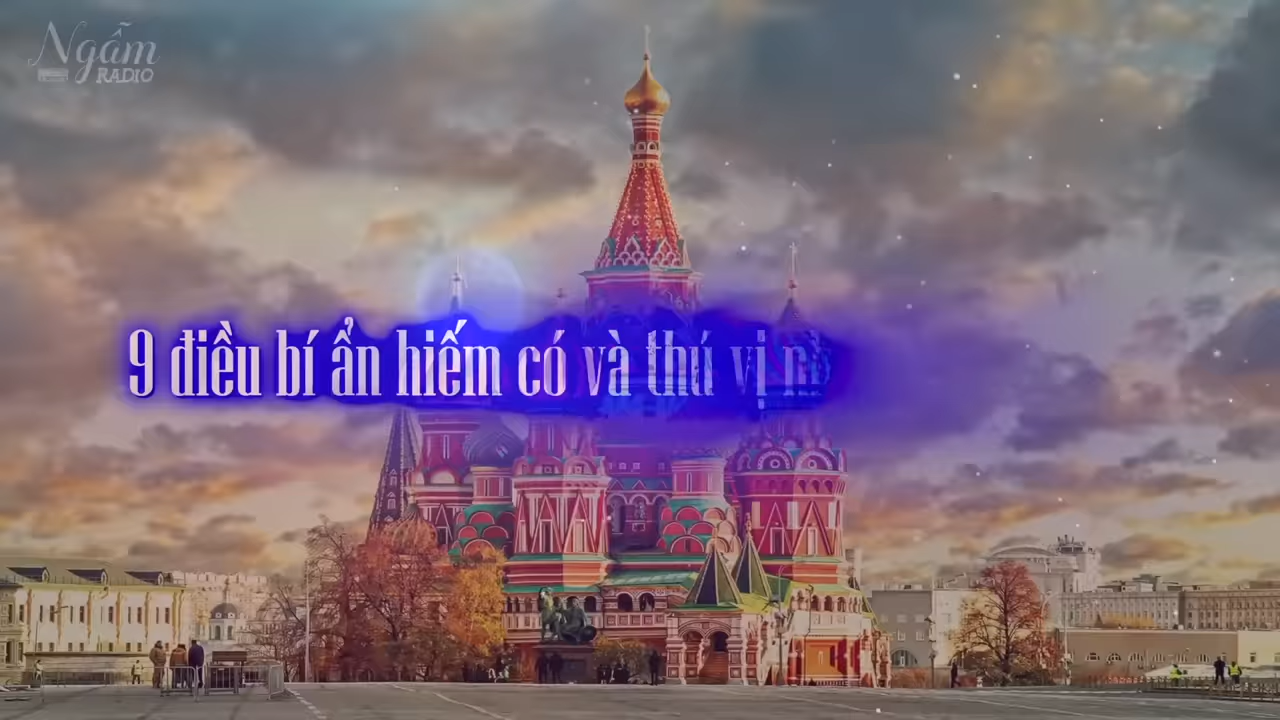 Ngẫm
RADIO
9 điều bí ẩn hiếm có và thú vị